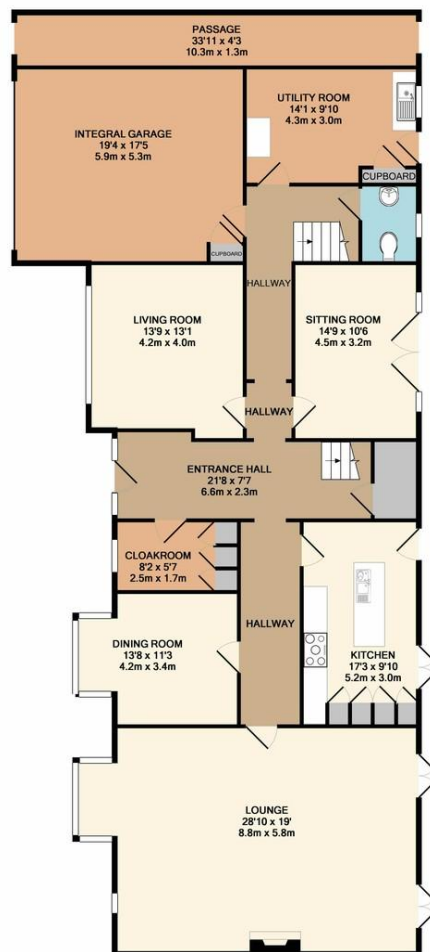 PASSAGE
33'11 x 4'3
10.3m x 1.3m
UTILITY ROOM
14'1 x 9'10
4.3m x 3.0m
INTEGRAL GARAGE
19'4 x 17'5
5.9m x 5.3m
CUPBOARD
CUPBOARD
HALLWAY
LIVING ROOM
13'9 x 13'1
4.2m x 4.0m
SITTING ROOM
14'9 x 10'6
4.5m x 3.2m
HALLWAY
ENTRANCE HALL
21'8 x 7'7
6.6m x 2.3m
CLOAKROOM
8'2 x 5'7
2.5m x 1.7m
HALLWAY
DINING ROOM
13'8 x 11'3
4.2m x 3.4m
KITCHEN
17'3 x 9'10
5.2m x 3.0m
LOUNGE
28'10 x 19'
8.8m x 5.8m